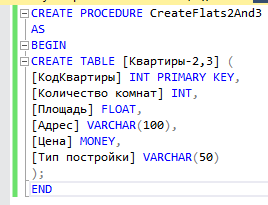 CREATE PROCEDURE CreateFlats2And3
AS
BEGIN
CREATE TABLE [Квартиры-2,3] (
[КодКвартиры] INT PRIMARY KEY,
[Количество комнат] INT,
[Площадь] FLOAT,
[Адрес] VARCHAR(100),
[Цена] MONEY,
[Тип постройки] VARCHAR(50)
);
END